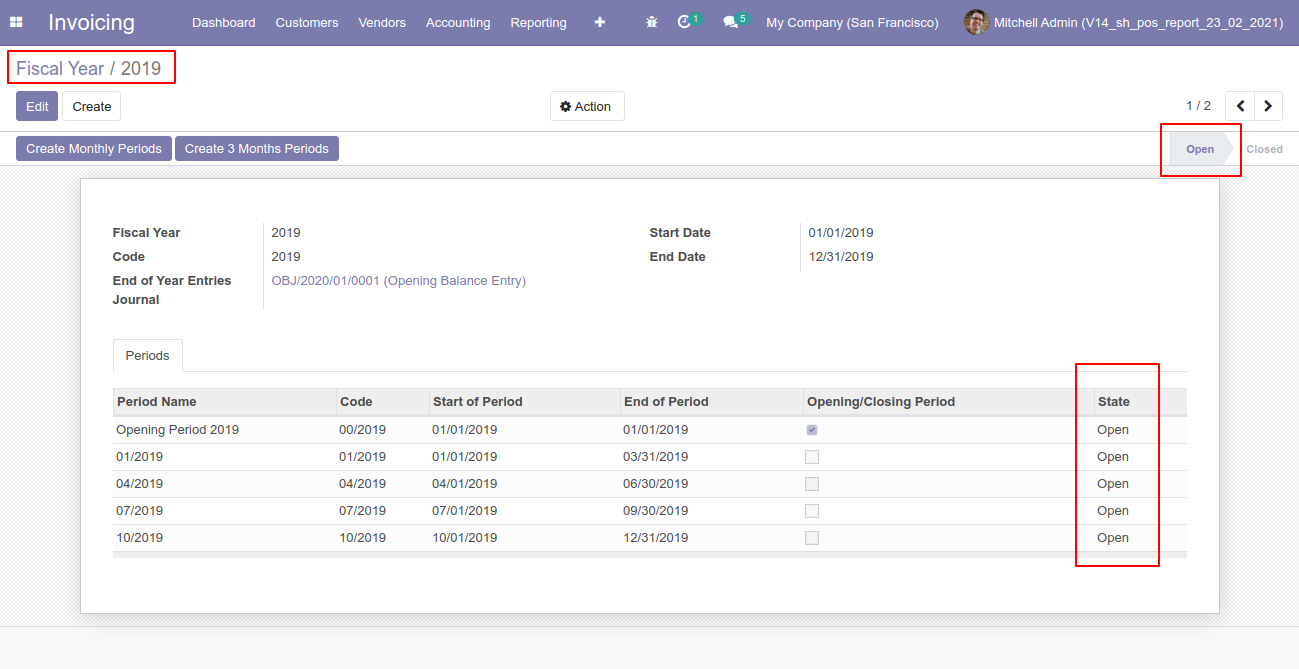 Invoicing Dashboard Customers Vendors Accounting Reporting 1 5 My Company (San Francisco) Mitchell Admin (V14_sh_pos_report_23_02_2021)
Fiscal Year / 2019
Edit Create Action 1 / 2
Create Monthly Periods Create 3 Months Periods Open Closed
Fiscal Year 2019 Start Date 01/01/2019
Code 2019 End Date 12/31/2019
End of Year Entries OBJ/2020/01/0001 (Opening Balance Entry)
Journal
Periods
Period Name Code Start of Period End of Period Opening/Closing Period State
Opening Period 2019 00/2019 01/01/2019 01/01/2019 Open
01/2019 01/2019 01/01/2019 03/31/2019 Open
04/2019 04/2019 04/01/2019 06/30/2019 Open
07/2019 07/2019 07/01/2019 09/30/2019 Open
10/2019 10/2019 10/01/2019 12/31/2019 Open